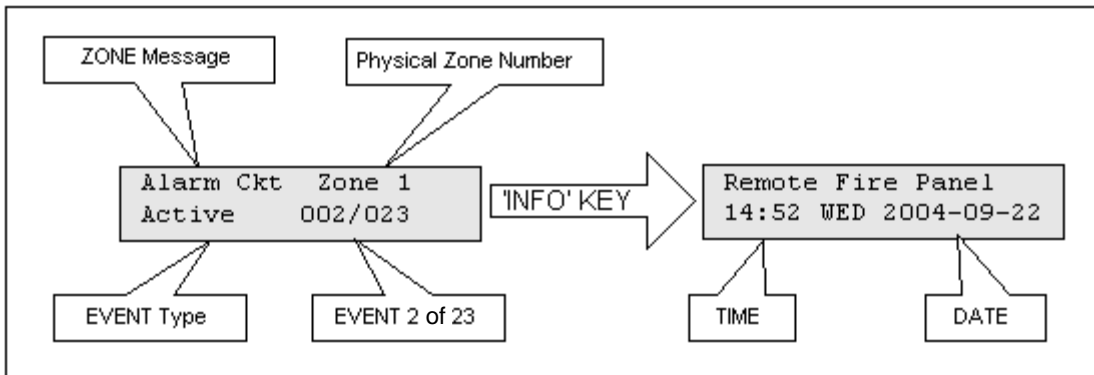 ZONE Message
Physical Zone Number
Alarm Ckt Zone 1
Active 002/023
'INFO' KEY
Remote Fire Panel
14:52 WED 2004-09-22
EVENT Type
EVENT 2 of 23
TIME
DATE